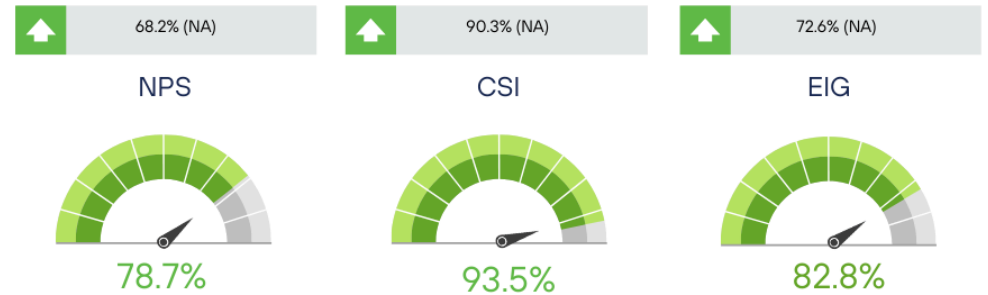 68.2% (NA)
90.3% (NA)
72.6% (NA)
NPS
CSI
EIG
78.7%
93.5%
82.8%